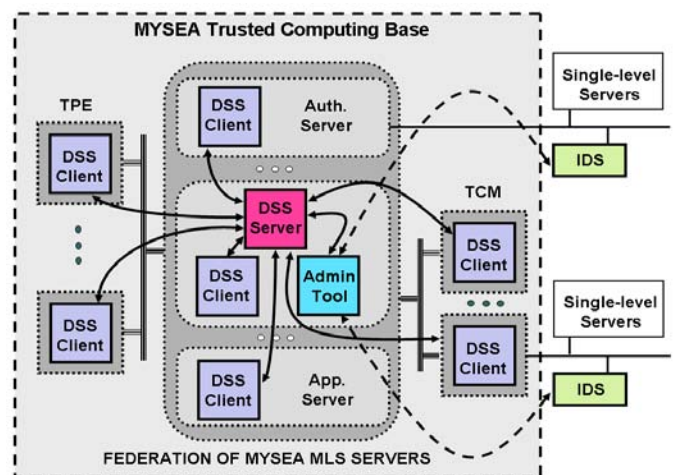 MYSEA Trusted Computing Base
TPE
DSS
Client
DSS
Client
DSS
Client
Auth.
Server
DSS
Server
DSS
Client
Admin
Tool
DSS
Client
App.
Server
TCM
DSS
Client
DSS
Client
Single-level
Servers
IDS
Single-level
Servers
IDS
FEDERATION OF MYSEA MLS SERVERS